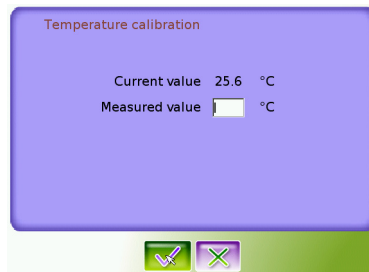 Temperature calibration
Current value 25.6 °C
Measured value °C